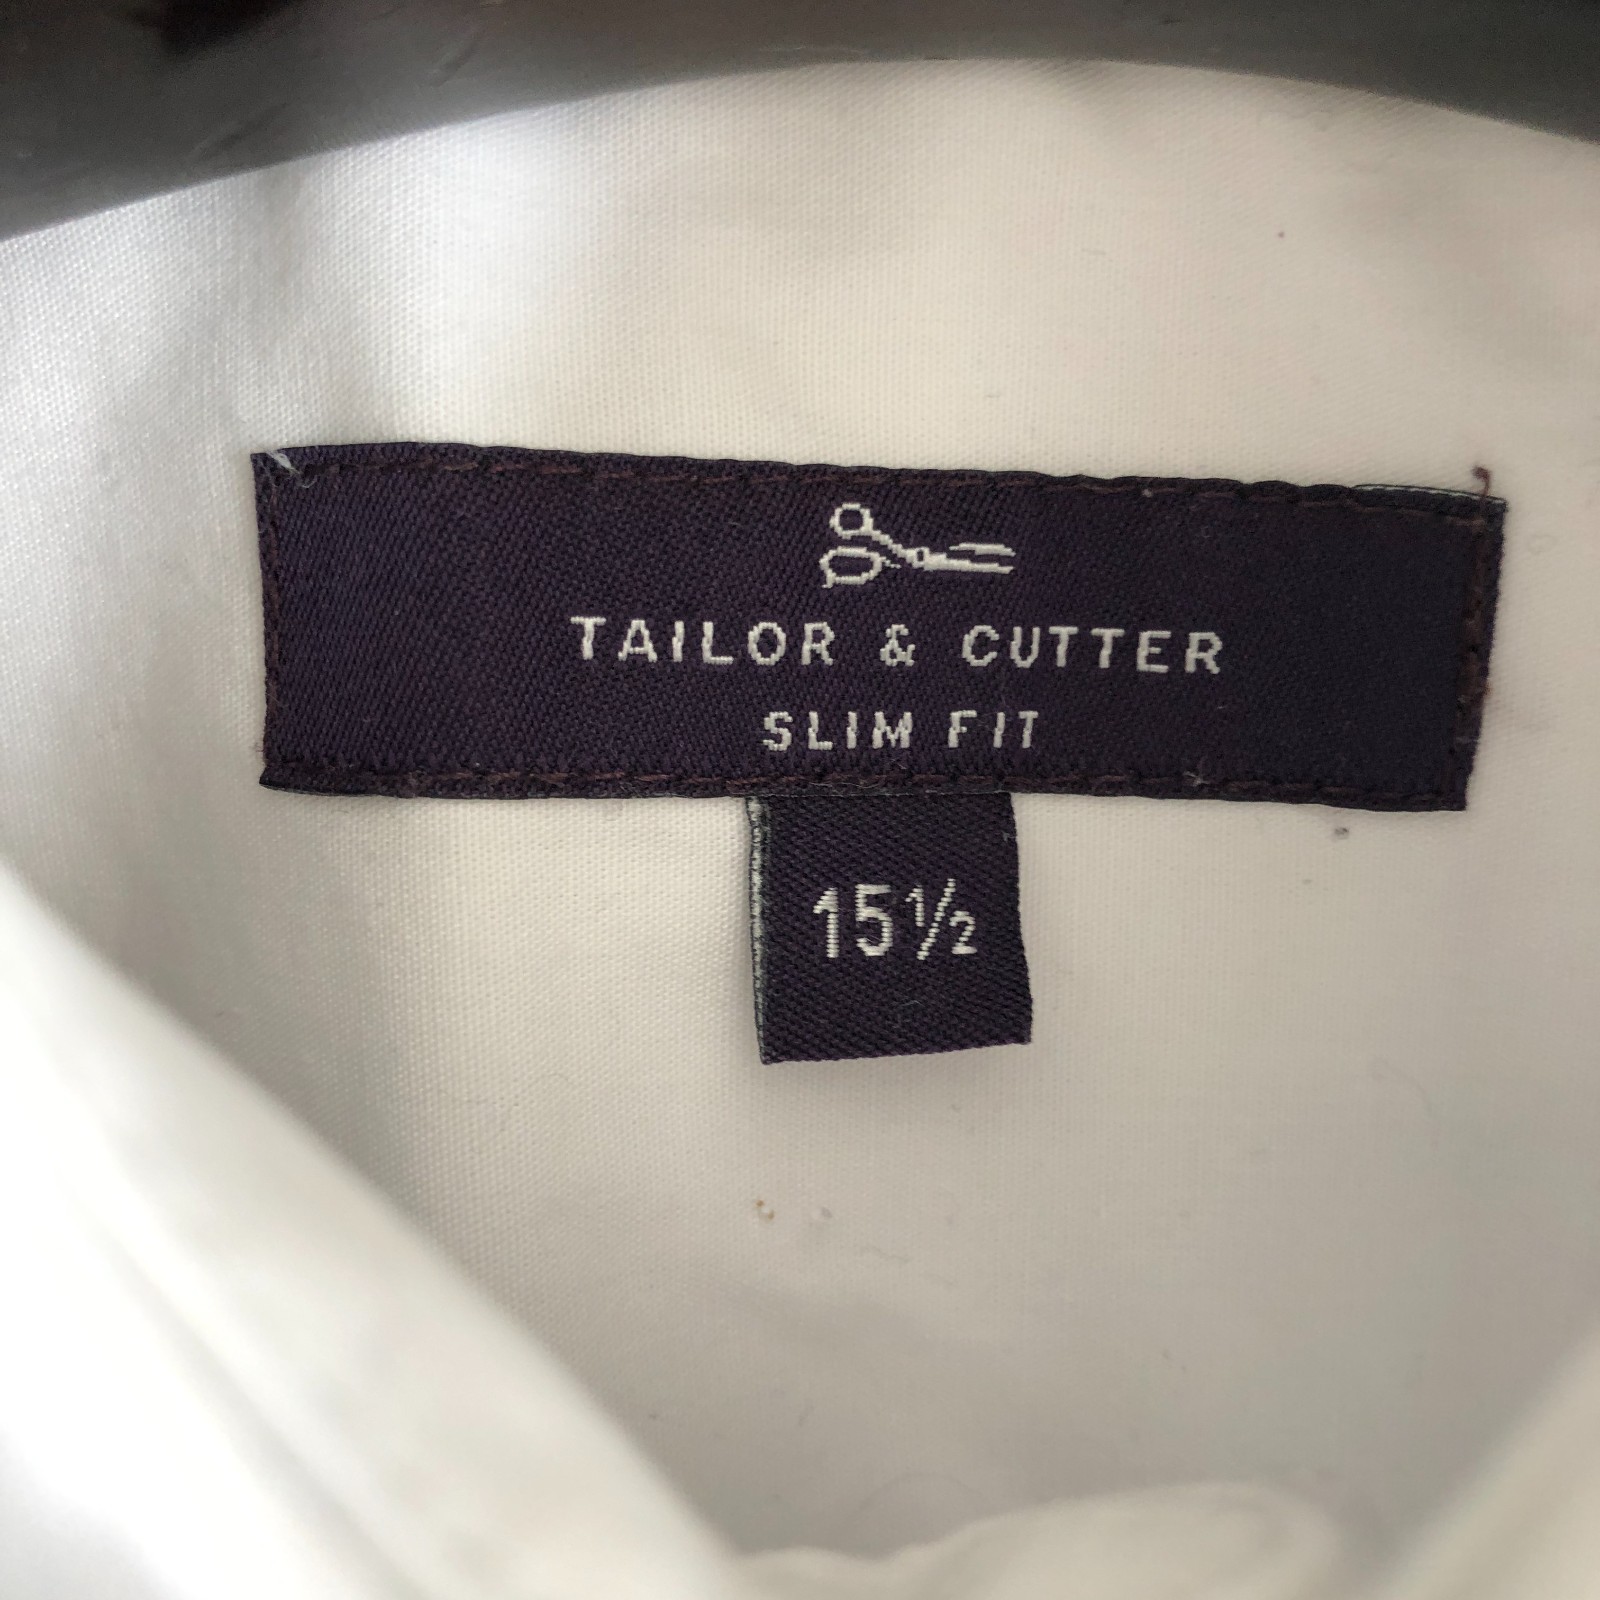 TAILOR & CUTTER
SLIM FIT
15½